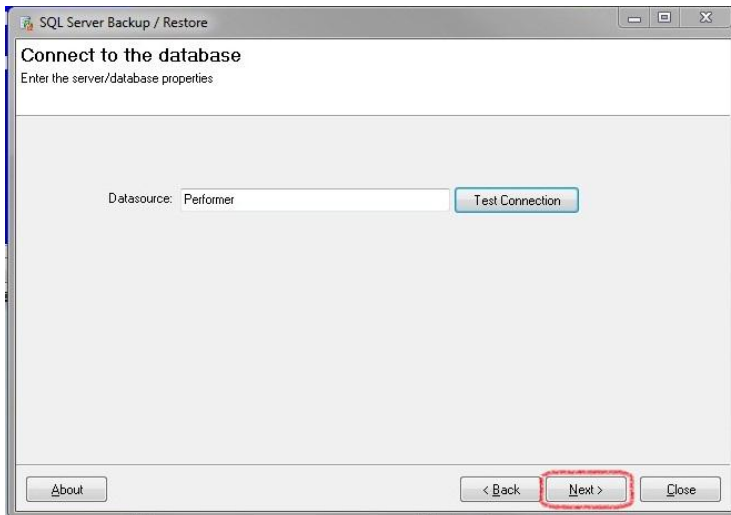 SQL Server Backup / Restore
Connect to the database
Enter the server/database properties
Datasource: Performer Test Connection
About < Back Next > Close